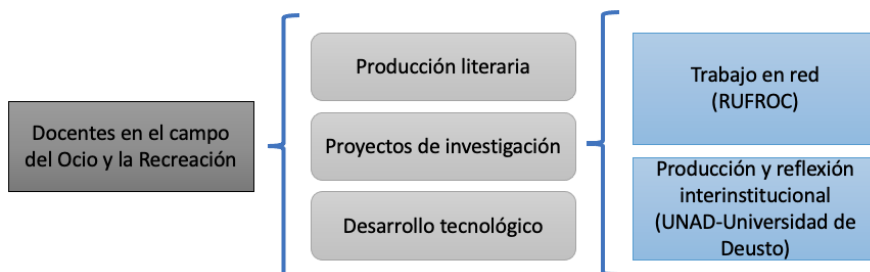 Docentes en el campo
del Ocio y la Recreación
Producción literaria
Proyectos de investigación
Desarrollo tecnológico
Trabajo en red
(RUFROC)
Producción y reflexión
interinstitucional
(UNAD-Universidad de
Deusto)